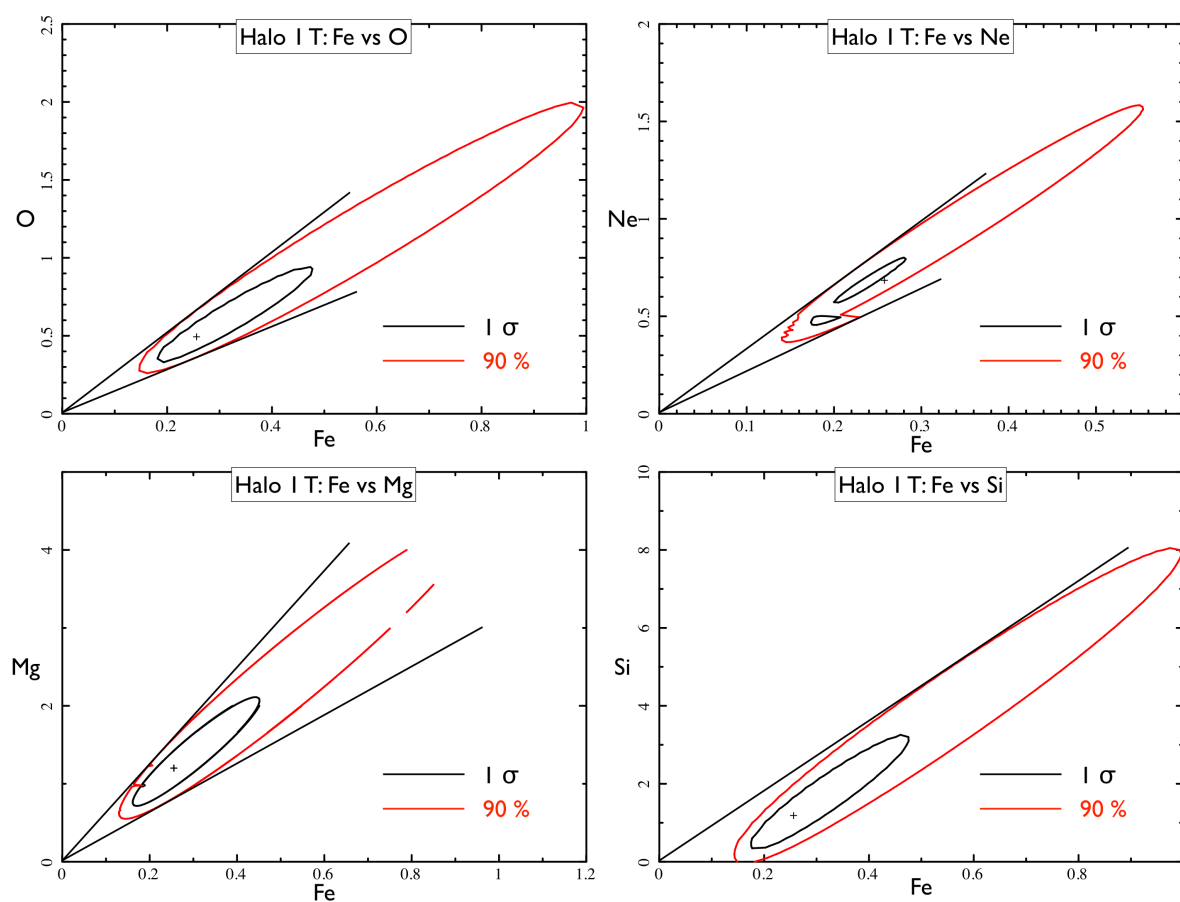 Halo 1 T: Fe vs O
2.5
2
1.5
1
0.5
0
O
0 0.2 0.4 0.6 0.8 1
Fe
1 σ
90 %
Halo 1 T: Fe vs Ne
2
1.5
1
0.5
0
Ne
0 0.1 0.2 0.3 0.4 0.5
Fe
1 σ
90 %
Halo 1 T: Fe vs Mg
4
2
0
Mg
0 0.2 0.4 0.6 0.8 1 1.2
Fe
1 σ
90 %
Halo 1 T: Fe vs Si
10
8
6
4
2
0
Si
0 0.2 0.4 0.6 0.8
Fe
1 σ
90 %